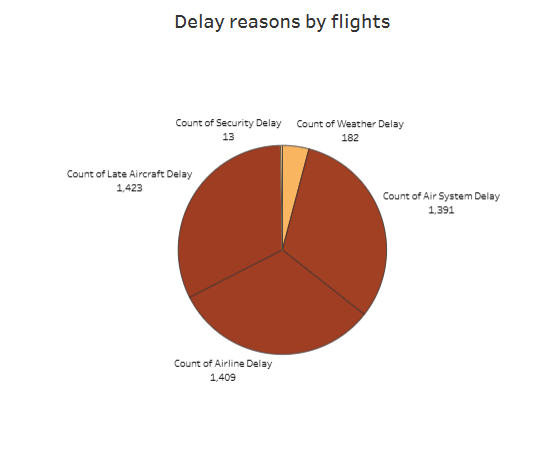 Delay reasons by flights
Count of Security Delay
13
Count of Weather Delay
182
Count of Late Aircraft Delay
1,423
Count of Air System Delay
1,391
Count of Airline Delay
1,409